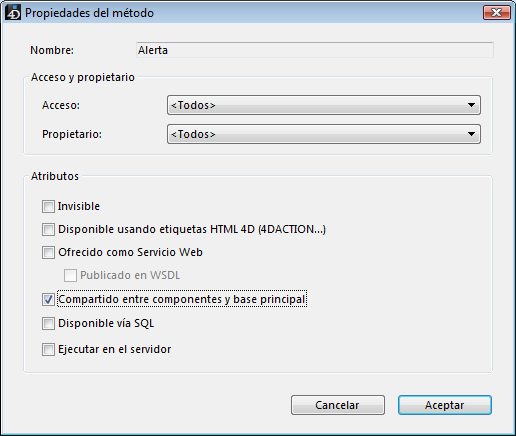 4D Propiedades del método
Nombre: Alerta
Acceso y propietario
Acceso: <Todos>
Propietario: <Todos>
Atributos
Invisible
Disponible usando etiquetas HTML 4D (4DACTION...)
Ofrecido como Servicio Web
Publicado en WSDL
Compartido entre componentes y base principal
Disponible vía SQL
Ejecutar en el servidor
Cancelar Aceptar